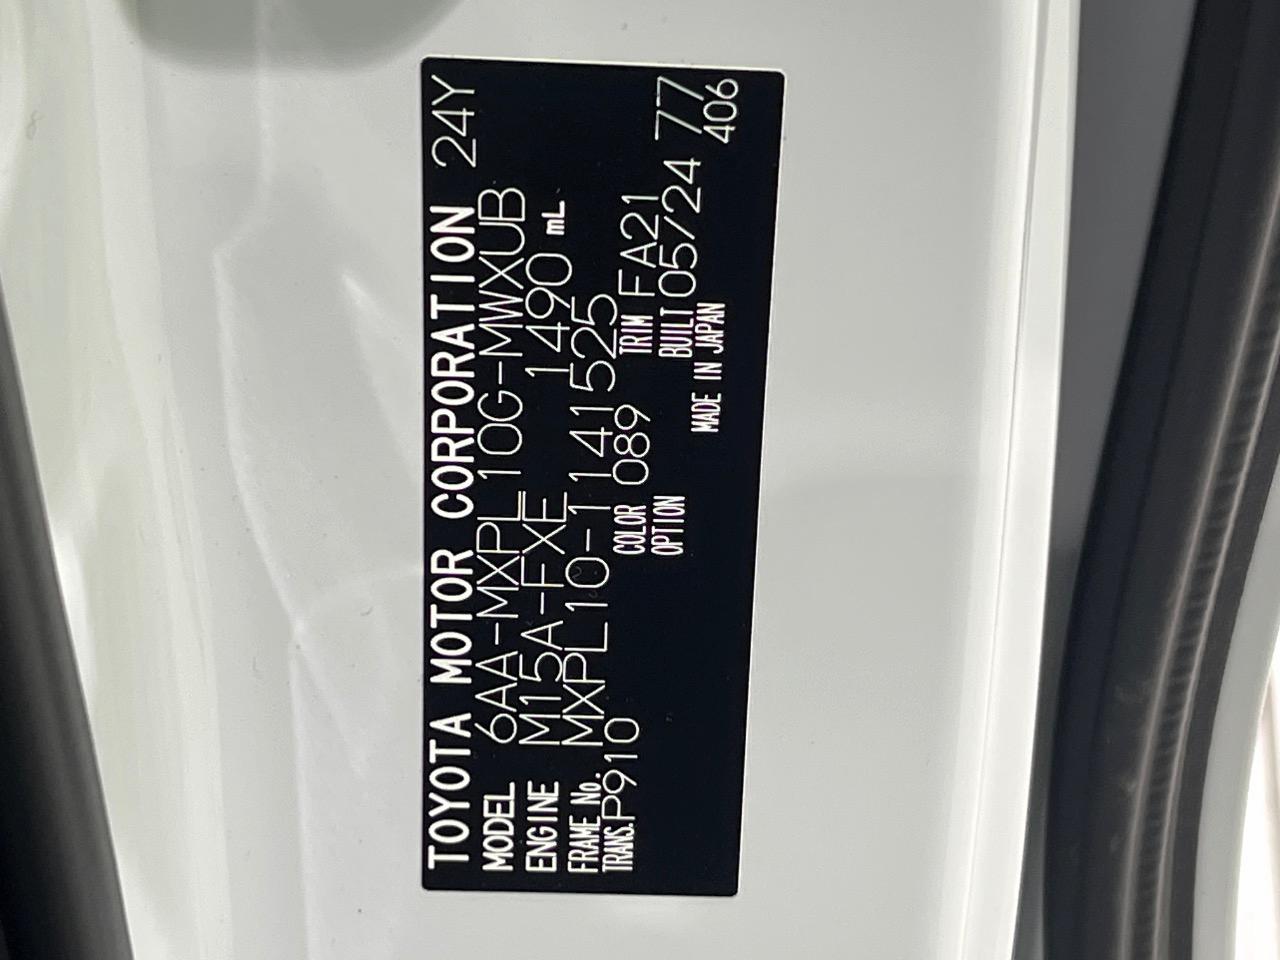 TOYOTA MOTOR CORPORATION 24Y
MODEL 6AA-MXPL10G-MWXUB
ENGINE M15A-FXE 1490 mL
FRAME No. MXPL10-1141525
TRANS. P910 COLOR 089 TRIM FA21
OPTION BUILT 05/24 77
MADE IN JAPAN 406